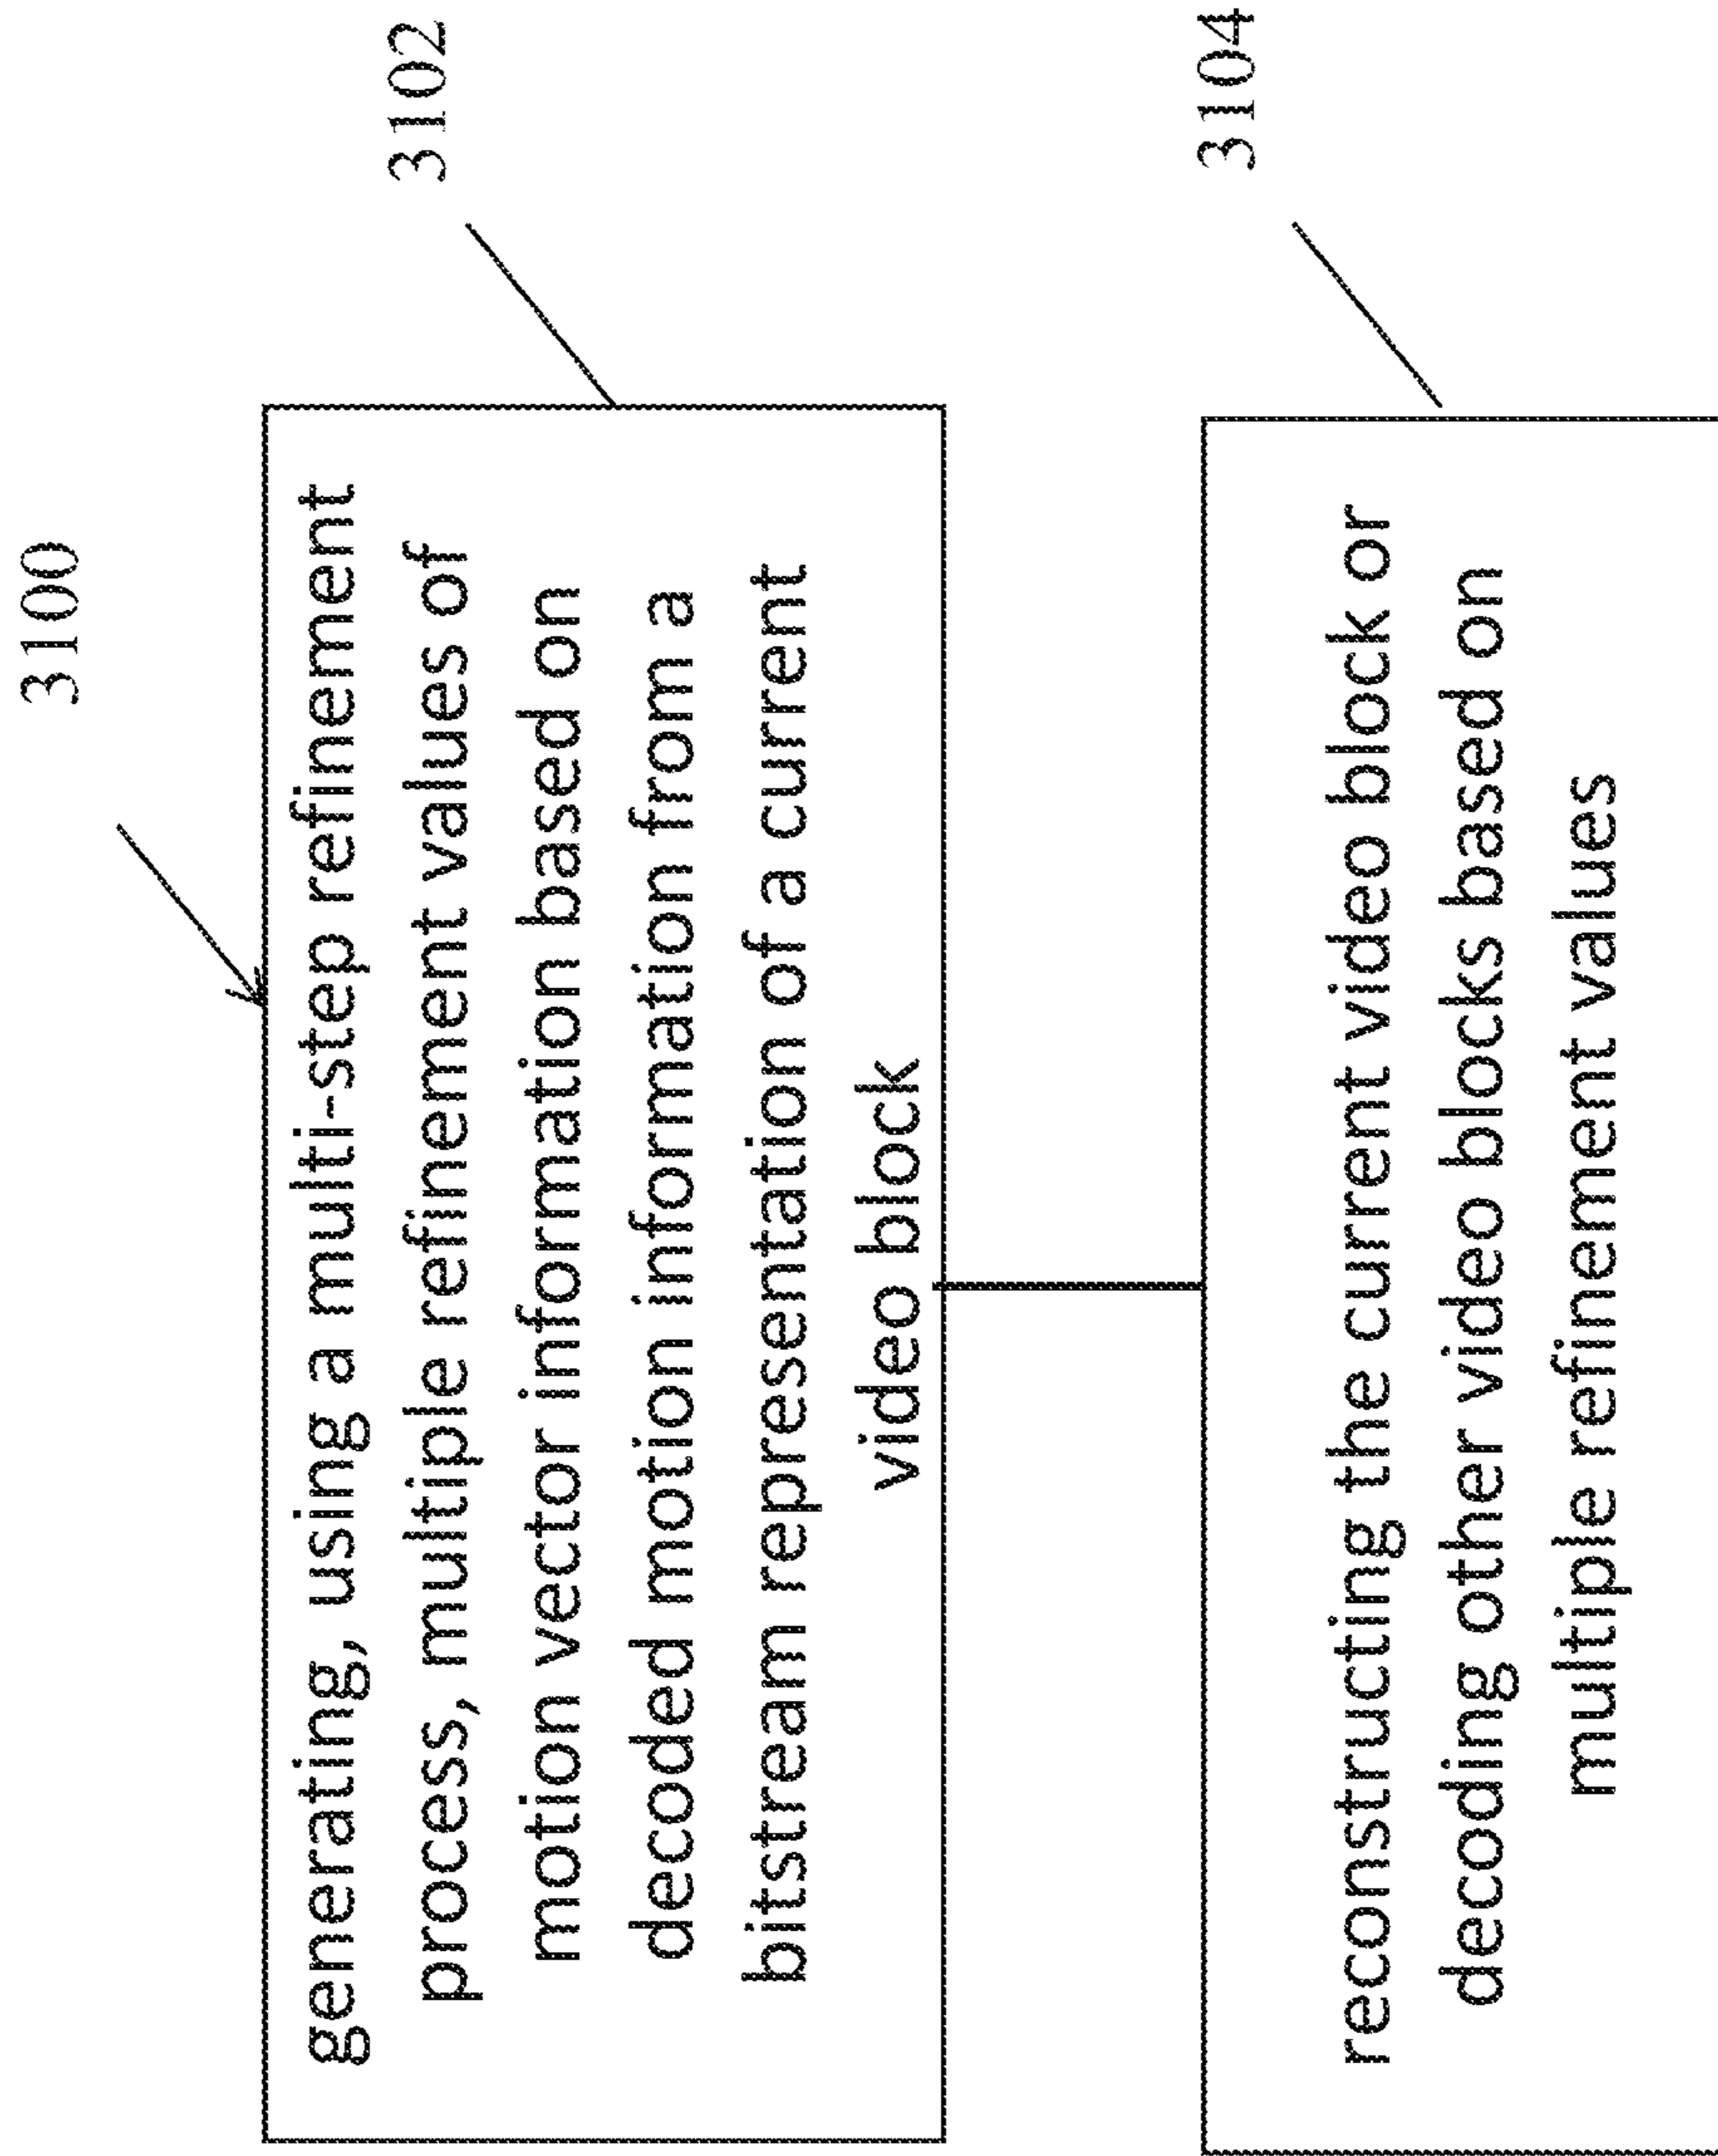 3100
generating, using a multi-step refinement
process, multiple refinement values of
motion vector information based on
decoded motion information from a
bitstream representation of a current
video block
3102
reconstructing the current video block or
decoding other video blocks based on
multiple refinement values
3104